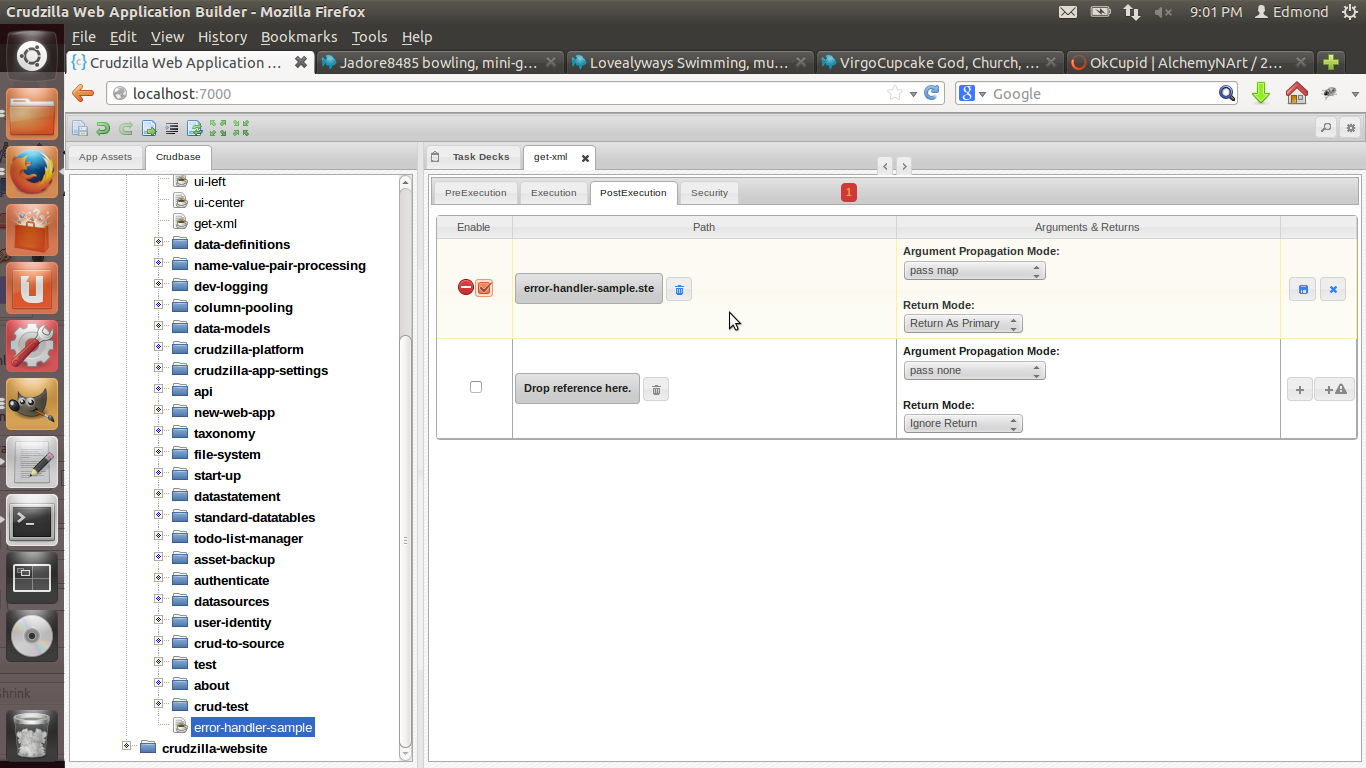 Crudzilla Web Application Builder - Mozilla Firefox
9:01 PM Edmond
File Edit View History Bookmarks Tools Help
{c} Crudzilla Web Application ...
Jadore8485 bowling, mini-g...
Lovealyways Swimming, mu...
VirgoCupcake God, Church, ...
OkCupid | AlchemyNArt / 2...
localhost:7000
Google
App Assets
Crudbase
Task Decks
get-xml
PreExecution
Execution
PostExecution
Security
1
Enable
Path
Arguments & Returns
error-handler-sample.ste
Argument Propagation Mode:
pass map
Return Mode:
Return As Primary
Drop reference here.
Argument Propagation Mode:
pass none
Return Mode:
Ignore Return
ui-left
ui-center
get-xml
data-definitions
name-value-pair-processing
dev-logging
column-pooling
data-models
crudzilla-platform
crudzilla-app-settings
api
new-web-app
taxonomy
file-system
start-up
datastatement
standard-datatables
todo-list-manager
asset-backup
authenticate
datasources
user-identity
crud-to-source
test
about
crud-test
error-handler-sample
crudzilla-website